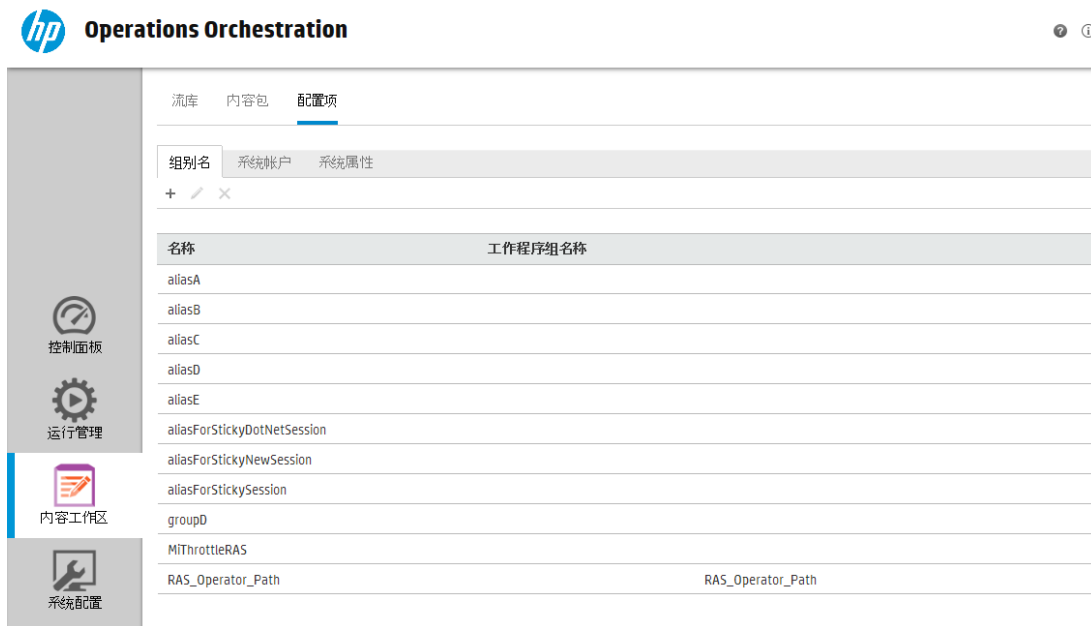 hp Operations Orchestration
流库 内容包 配置项
组别名 系统帐户 系统属性
名称 工作程序组名称
aliasA
aliasB
aliasC
aliasD
aliasE
aliasForStickyDotNetSession
aliasForStickyNewSession
aliasForStickySession
groupD
MiThrottleRAS
RAS_Operator_Path RAS_Operator_Path
控制面板
运行管理
内容工作区
系统配置